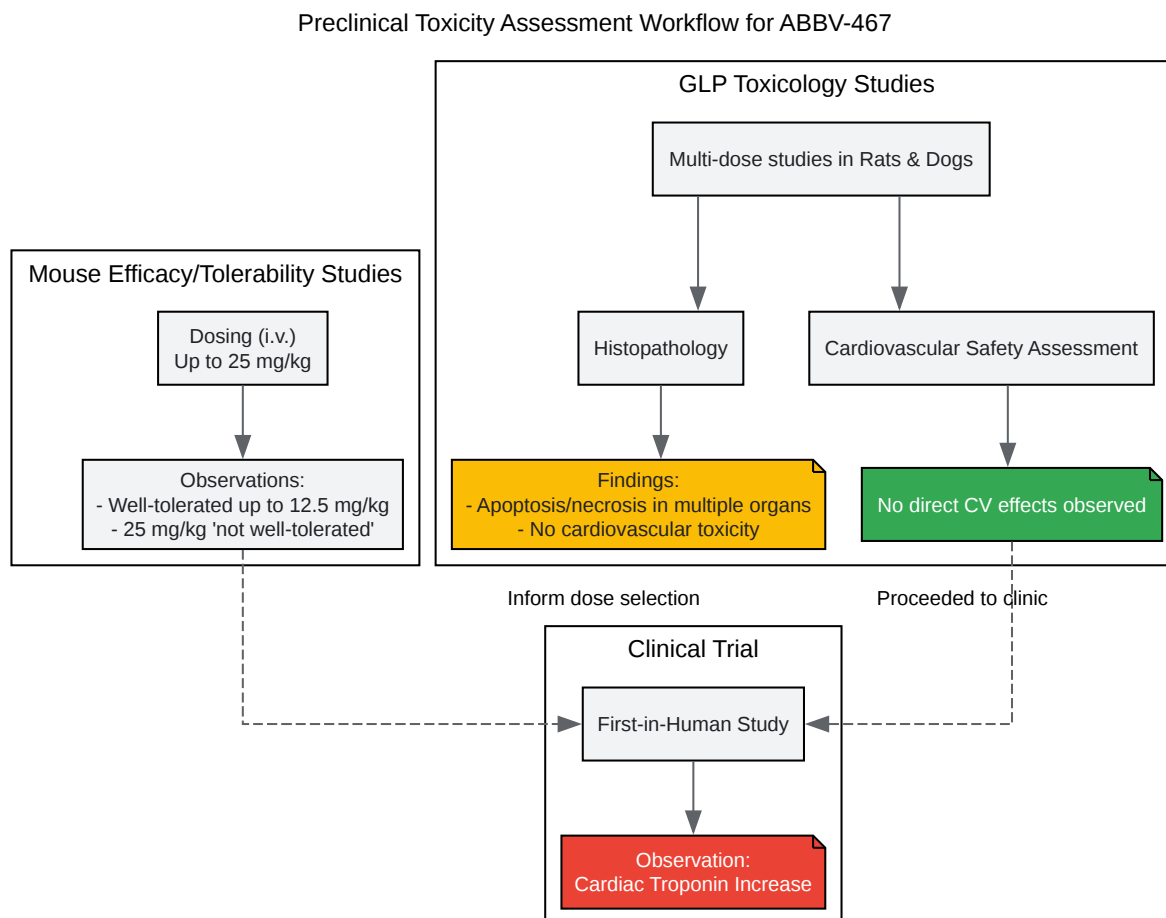 Preclinical Toxicity Assessment Workflow for ABBV-467
GLP Toxicology Studies
Multi-dose studies in Rats & Dogs
Mouse Efficacy/Tolerability Studies
Dosing (i.v.)
Up to 25 mg/kg
Histopathology
Cardiovascular Safety Assessment
Observations:
- Well-tolerated up to 12.5 mg/kg
- 25 mg/kg 'not well-tolerated'
Findings:
- Apoptosis/necrosis in multiple organs
- No cardiovascular toxicity
No direct CV effects observed
Inform dose selection
Proceeded to clinic
Clinical Trial
First-in-Human Study
Observation:
Cardiac Troponin Increase